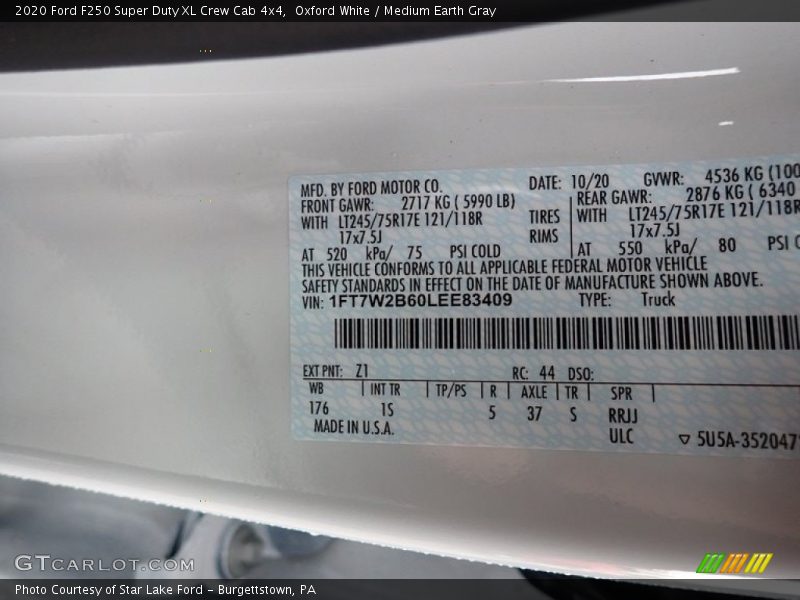 2020 Ford F250 Super Duty XL Crew Cab 4x4,  Oxford White / Medium Earth Gray
MFD. BY FORD MOTOR CO. DATE: 10/20 GVWR: 4536 KG (100
FRONT GAWR: 2717 KG ( 5990 LB) REAR GAWR: 2876 KG ( 6340
WITH LT245/75R17E 121/118R TIRES WITH LT245/75R17E 121/118R
17x7.5J RIMS 17x7.5J
AT 520 kPa/ 75 PSI COLD AT 550 kPa/ 80 PSI C
THIS VEHICLE CONFORMS TO ALL APPLICABLE FEDERAL MOTOR VEHICLE
SAFETY STANDARDS IN EFFECT ON THE DATE OF MANUFACTURE SHOWN ABOVE.
VIN: 1FT7W2B60LEE83409 TYPE: Truck
EXT PNT: Z1 RC: 44 DSO:
WB INT TR TP/PS R AXLE TR SPR
176 1S 5 37 S RRJJ
MADE IN U.S.A. ULC ▽ 5U5A-3520472
GTCARLOT.COM
Photo Courtesy of Star Lake Ford - Burgettstown, PA